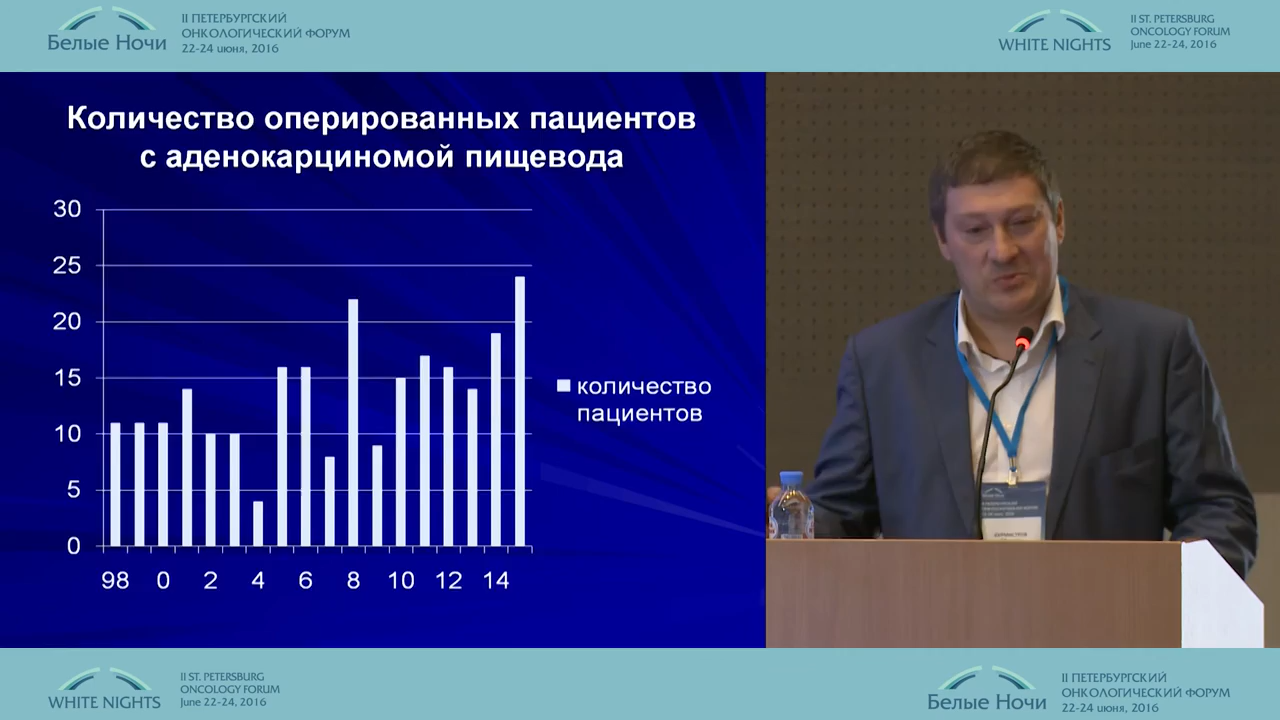 II ПЕТЕРБУРГСКИЙ
ОНКОЛОГИЧЕСКИЙ ФОРУМ
Белые Ночи
22-24 июня, 2016
II ST. PETERSBURG
ONCOLOGY FORUM
WHITE NIGHTS
June 22-24, 2016
Количество оперированных пациентов
с аденокарциномой пищевода
30
25
20
15
10
5
0
98 0 2 4 6 8 10 12 14
количество
пациентов
II ST. PETERSBURG
ONCOLOGY FORUM
WHITE NIGHTS
June 22-24, 2016
II ПЕТЕРБУРГСКИЙ
ОНКОЛОГИЧЕСКИЙ ФОРУМ
Белые Ночи
22-24 июня, 2016